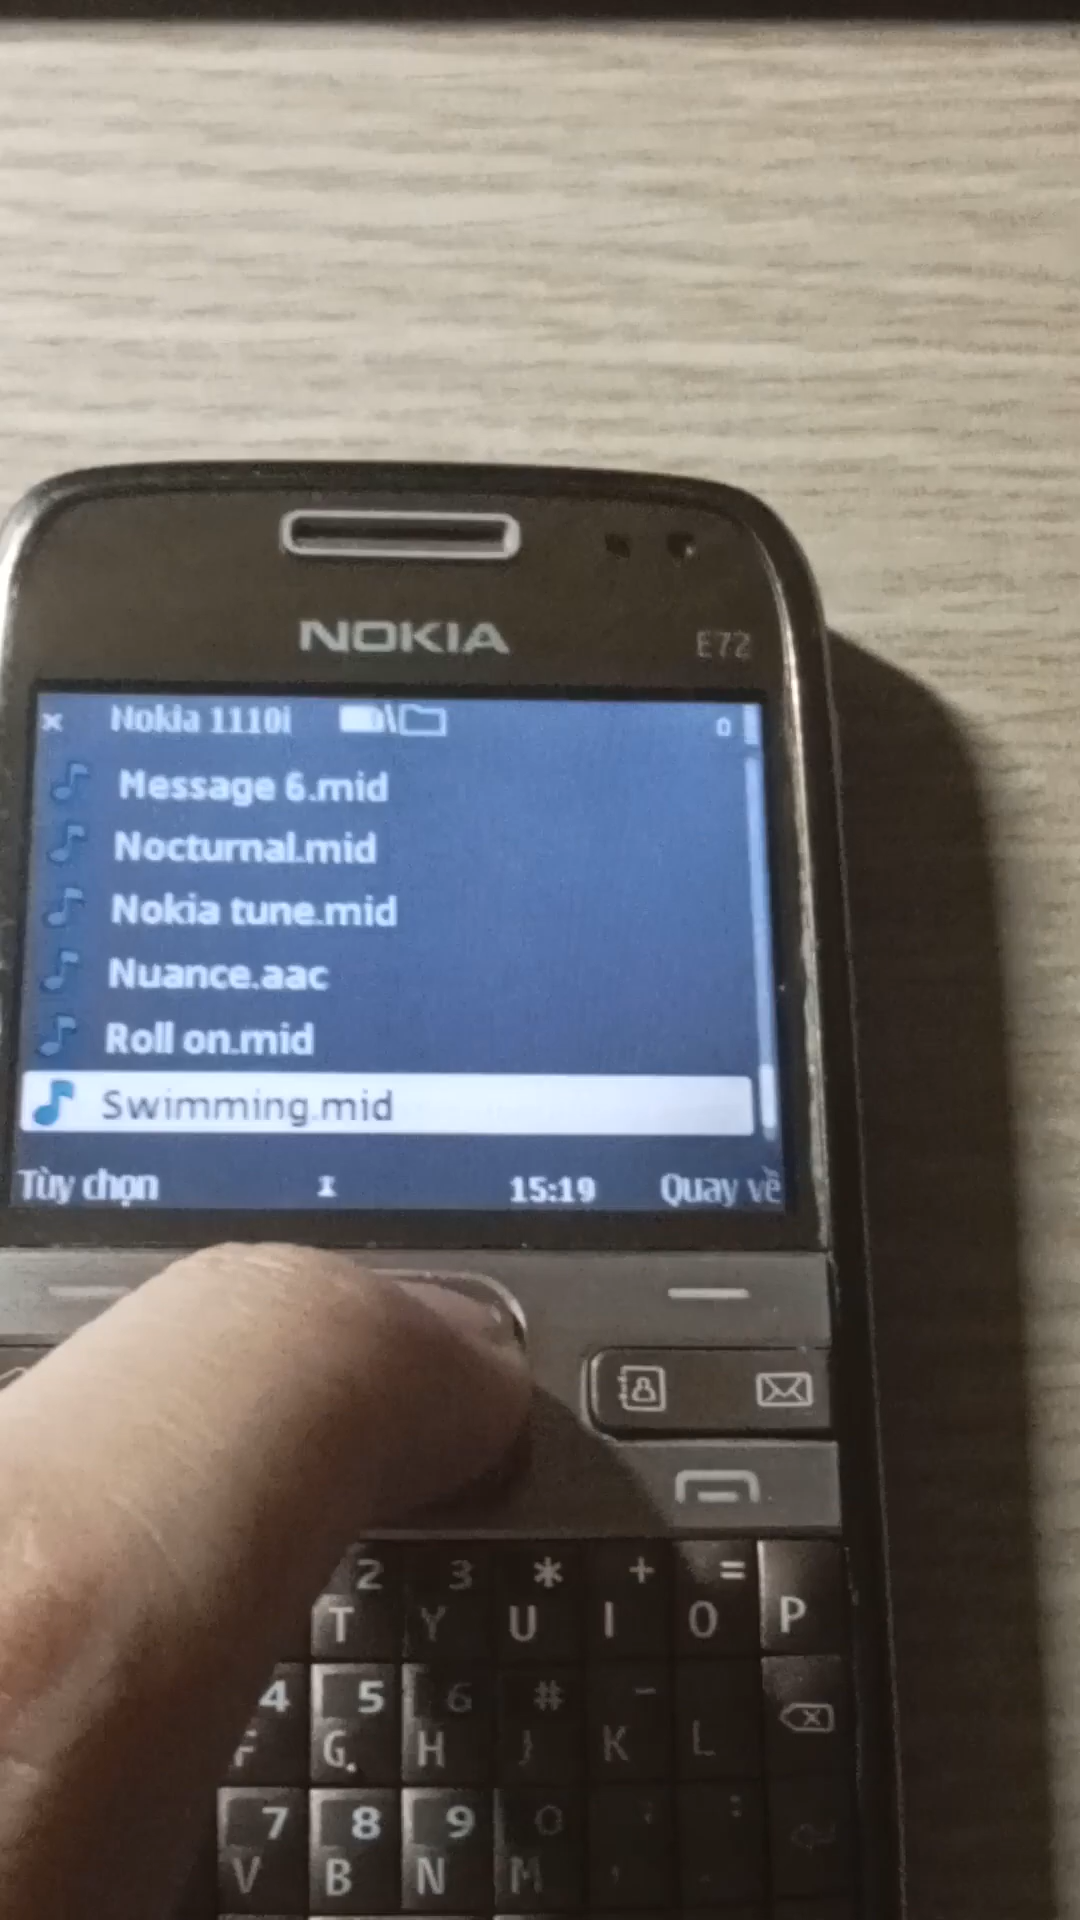 NOKIA
E72
Nokia 1110i
0
Message 6.mid
Nocturnal.mid
Nokia tune.mid
Nuance.aac
Roll on.mid
Swimming.mid
Tùy chọn 15:19 Quay về
2 3 * + =
T Y U I O P
4 5 6 # -
F G H J K L
7 8 9 0
V B N M